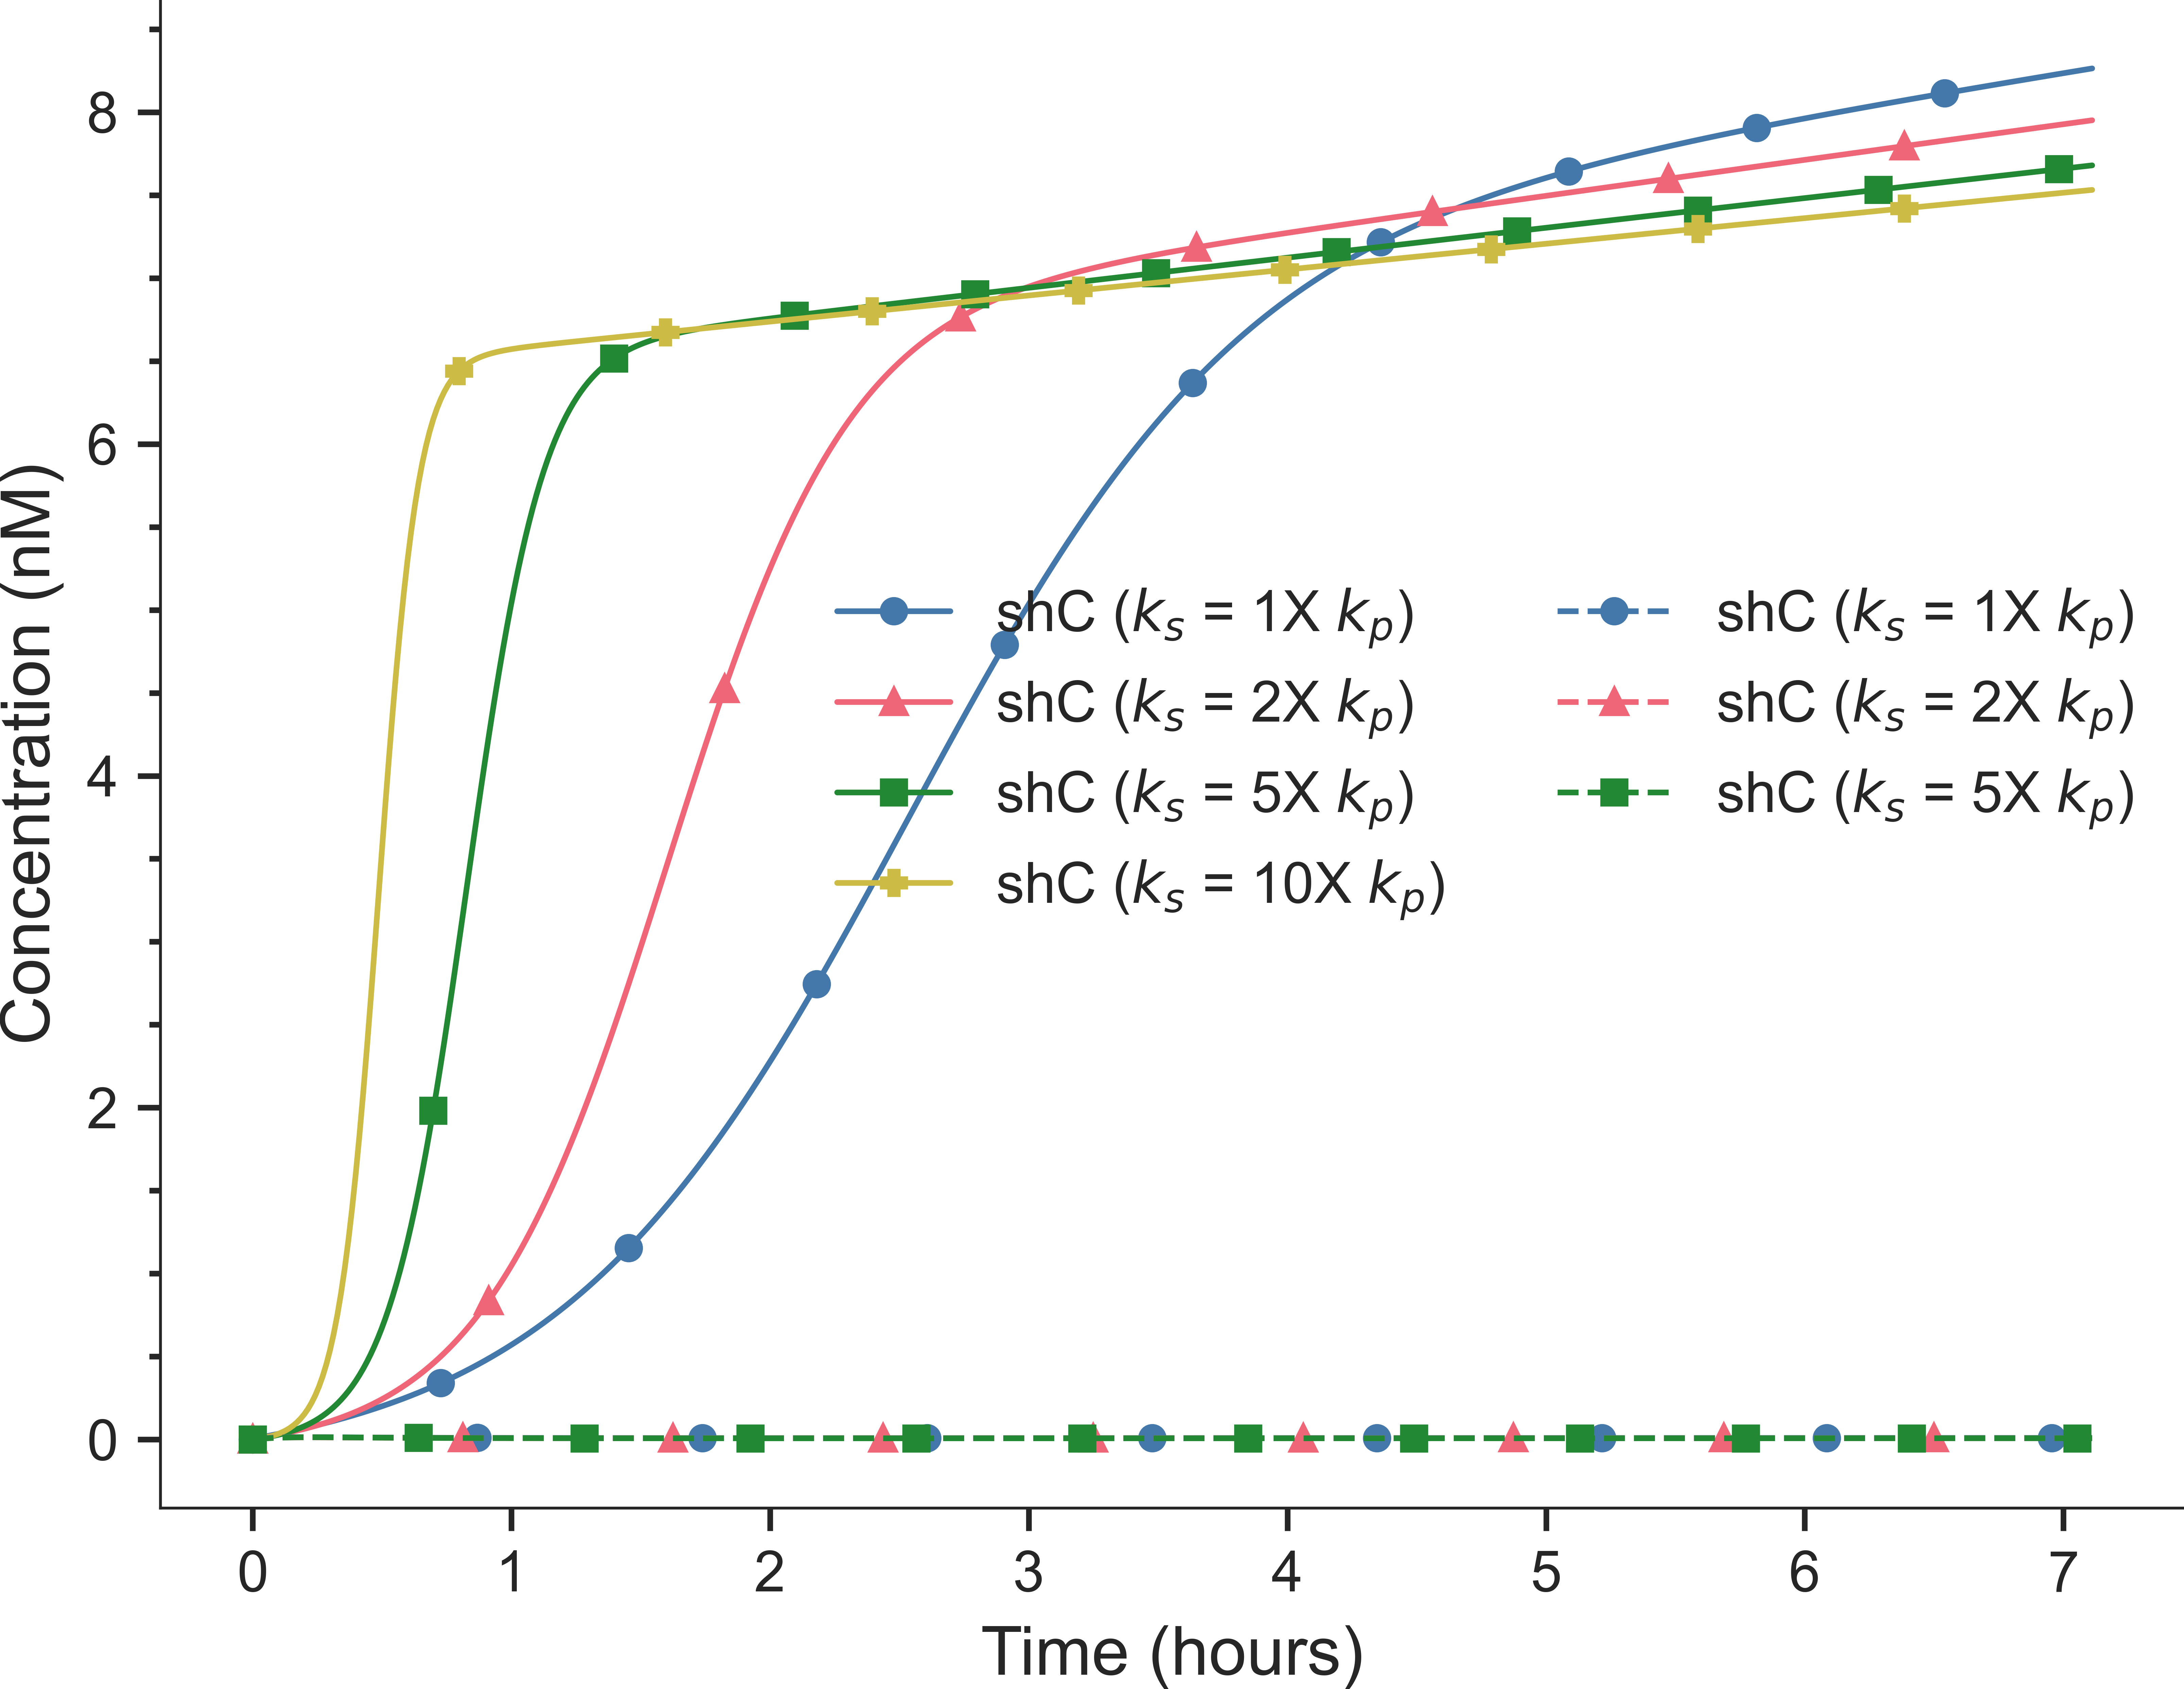 Concentration (nM)
8
6
4
2
0
shC (kₛ = 1X kₚ)
shC (kₛ = 2X kₚ)
shC (kₛ = 5X kₚ)
shC (kₛ = 10X kₚ)
shC (kₛ = 1X kₚ)
shC (kₛ = 2X kₚ)
shC (kₛ = 5X kₚ)
0 1 2 3 4 5 6 7
Time (hours)